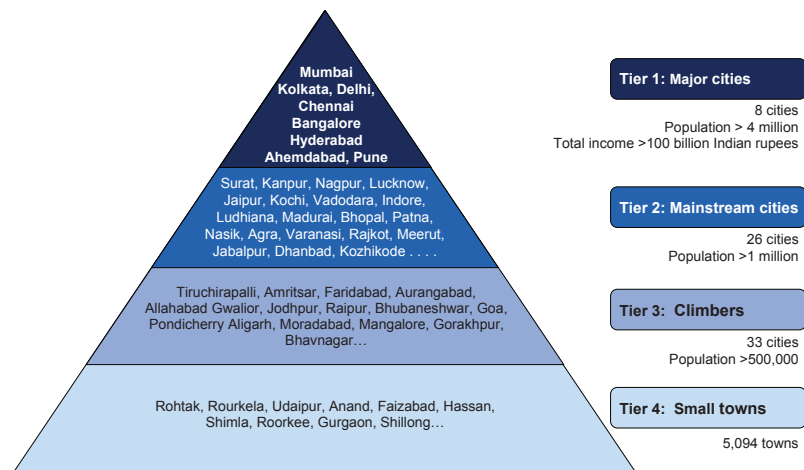 Mumbai
Kolkata, Delhi,
Chennai
Bangalore
Hyderabad
Ahemdabad, Pune
Tier 1: Major cities
8 cities
Population > 4 million
Total income >100 billion Indian rupees
Surat, Kanpur, Nagpur, Lucknow,
Jaipur, Kochi, Vadodara, Indore,
Ludhiana, Madurai, Bhopal, Patna,
Nasik, Agra, Varanasi, Rajkot, Meerut,
Jabalpur, Dhanbad, Kozhikode . . . .
Tier 2: Mainstream cities
26 cities
Population >1 million
Tiruchirapalli, Amritsar, Faridabad, Aurangabad,
Allahabad Gwalior, Jodhpur, Raipur, Bhubaneshwar, Goa,
Pondicherry Aligarh, Moradabad, Mangalore, Gorakhpur,
Bhavnagar…
Tier 3: Climbers
33 cities
Population >500,000
Rohtak, Rourkela, Udaipur, Anand, Faizabad, Hassan,
Shimla, Roorkee, Gurgaon, Shillong…
Tier 4: Small towns
5,094 towns